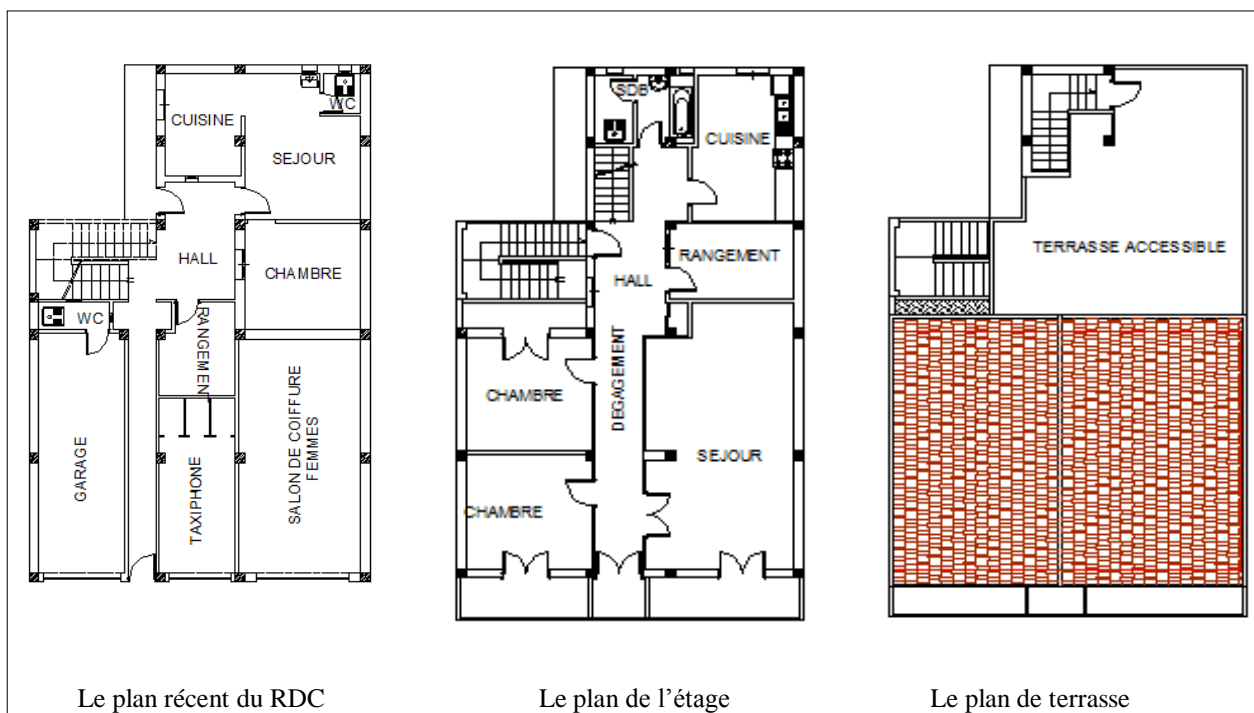 WC
CUISINE
SEJOUR
HALL
CHAMBRE
WC
RANGEMEN
GARAGE
TAXIPHONE
SALON DE COIFFURE
FEMMES
Le plan récent du RDC
SDB
CUISINE
RANGEMENT
HALL
DEGAGEMENT
CHAMBRE
SEJOUR
CHAMBRE
Le plan de l’étage
TERRASSE ACCESSIBLE
Le plan de terrasse